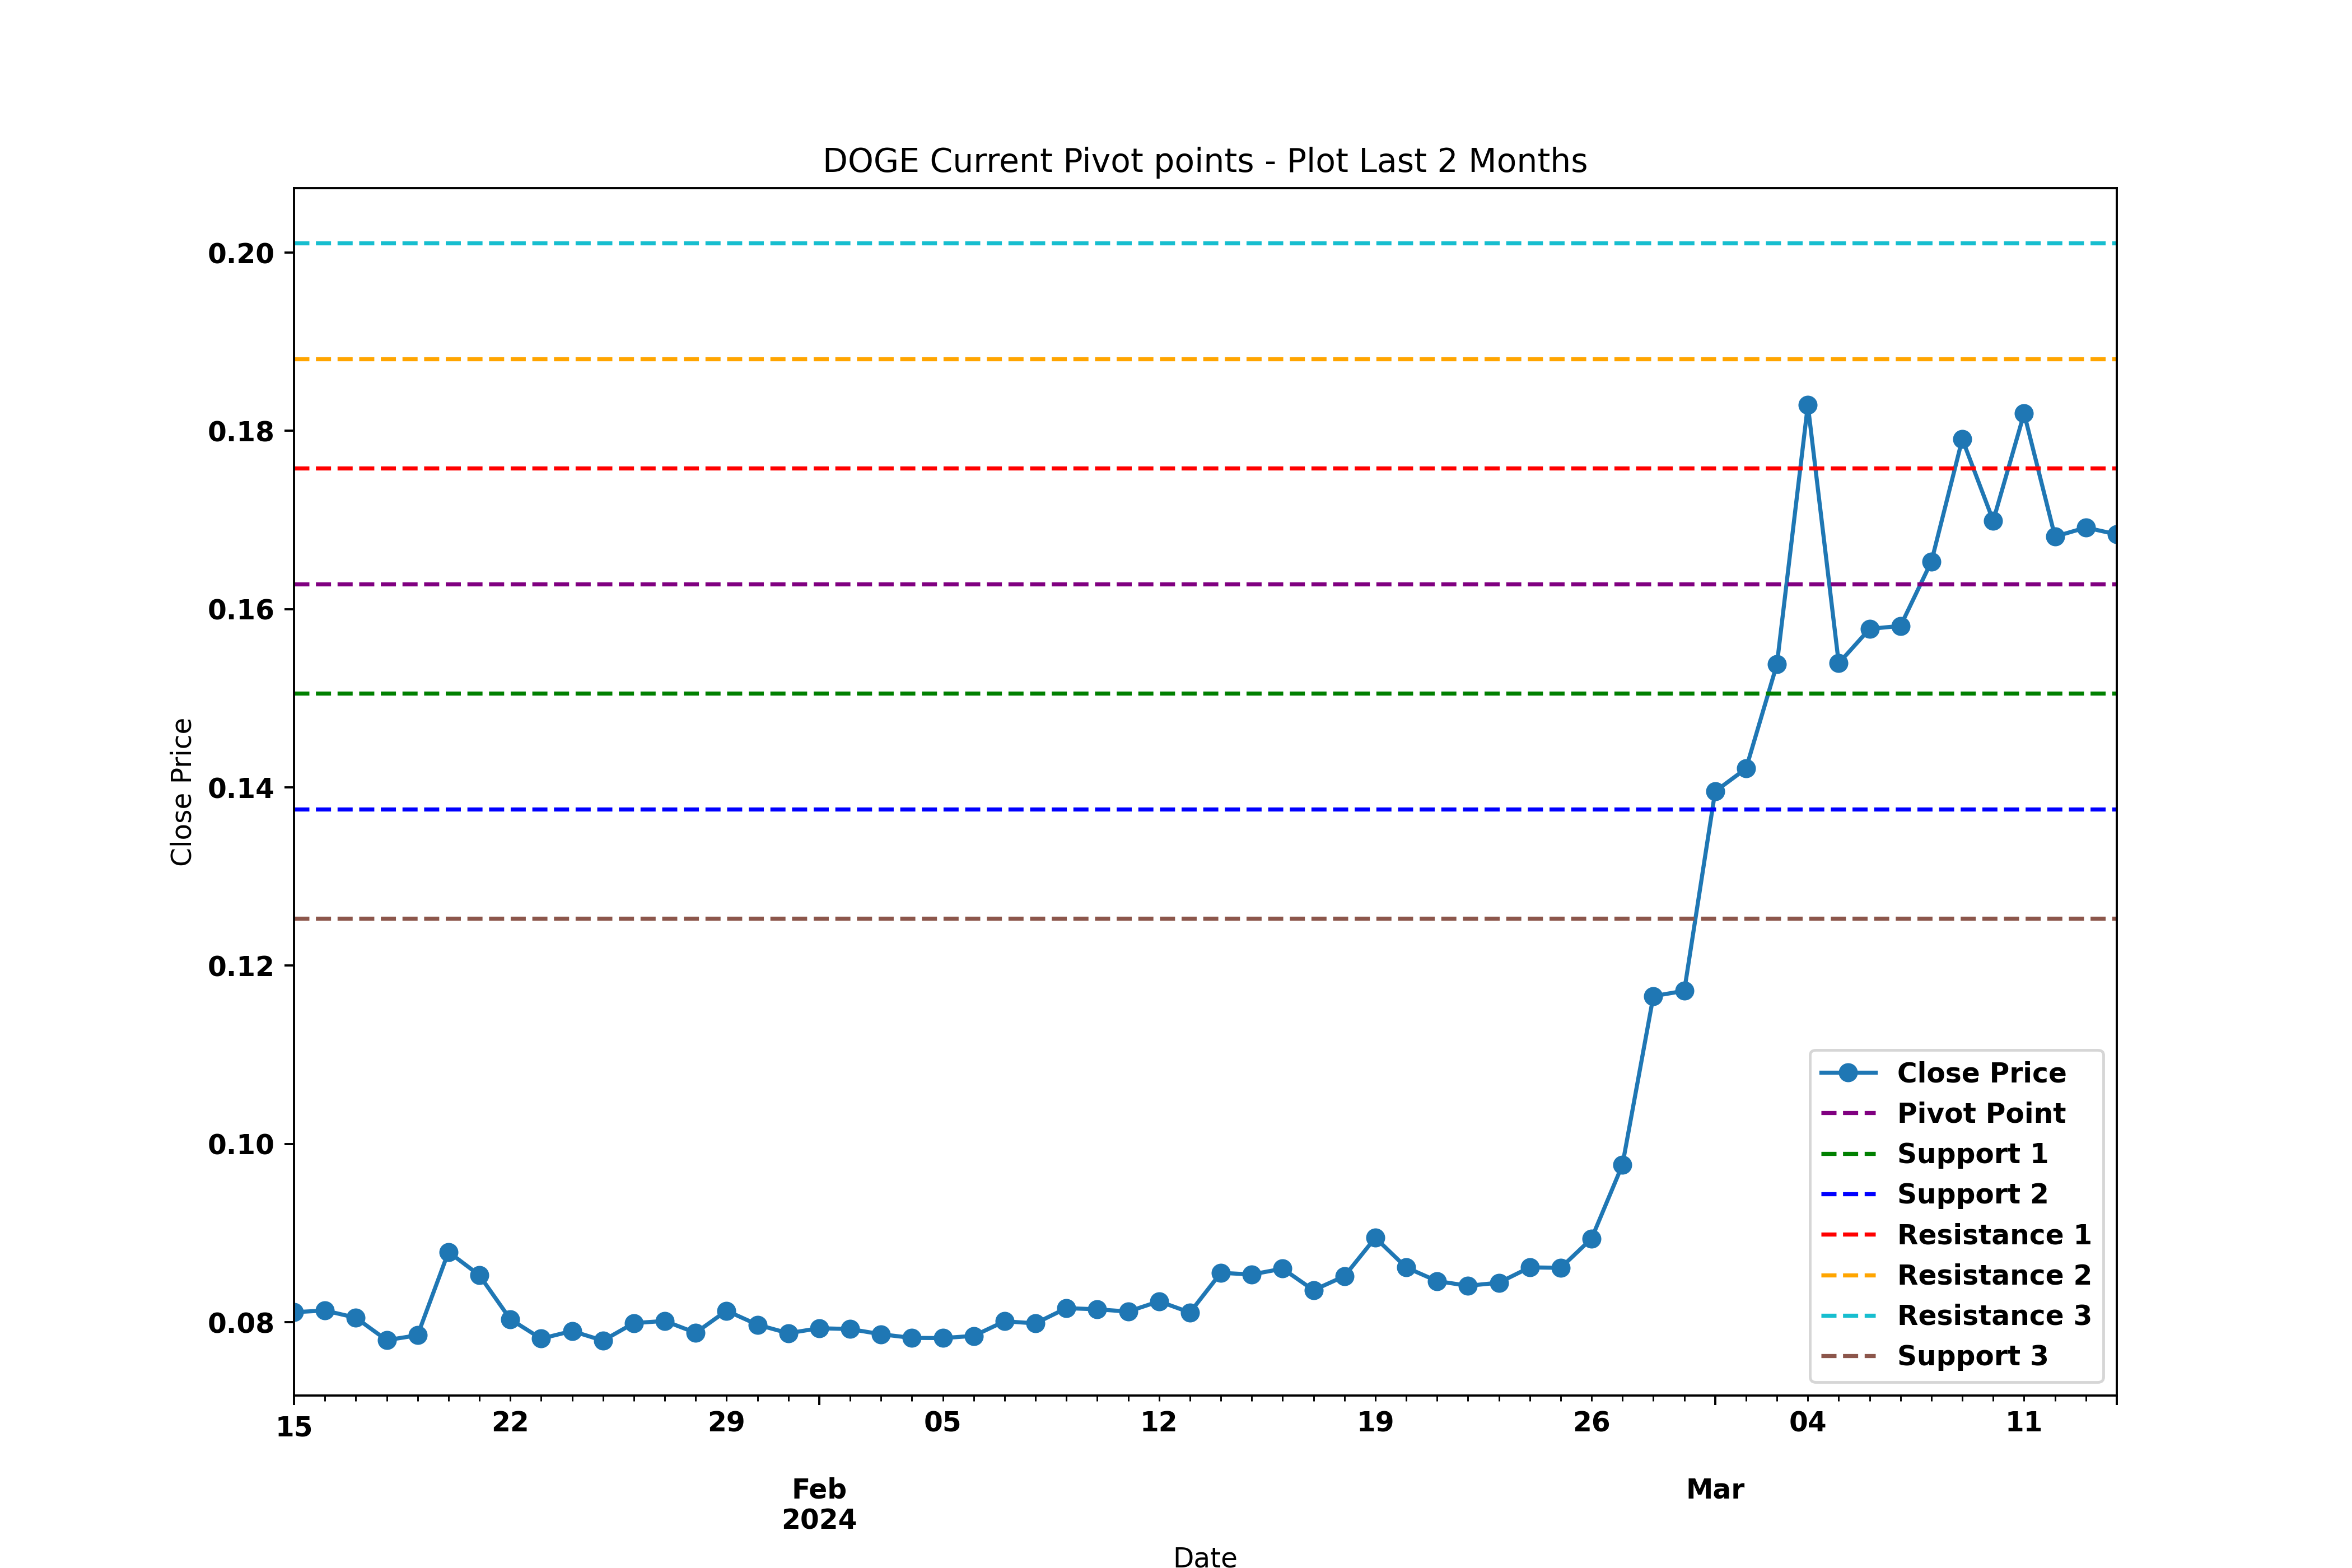 DOGE Current Pivot points - Plot Last 2 Months
0.20
0.18
0.16
0.14
0.12
0.10
0.08
Close Price
Close Price
Pivot Point
Support 1
Support 2
Resistance 1
Resistance 2
Resistance 3
Support 3
15 22 29 05 12 19 26 04 11
Feb Mar
2024
Date